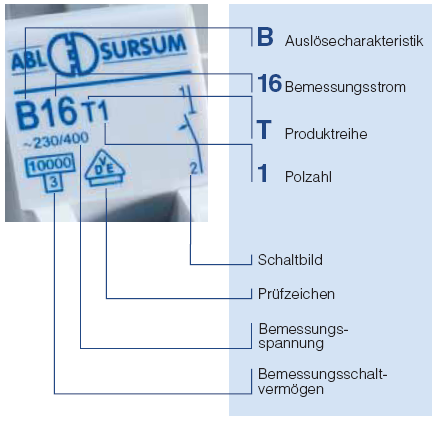 ABL SURSUM
B16 T1
~230/400
10000
3
VDE
1
2
B Auslösecharakteristik
16 Bemessungsstrom
T Produktreihe
1 Polzahl
Schaltbild
Prüfzeichen
Bemessungs-
spannung
Bemessungsschalt-
vermögen